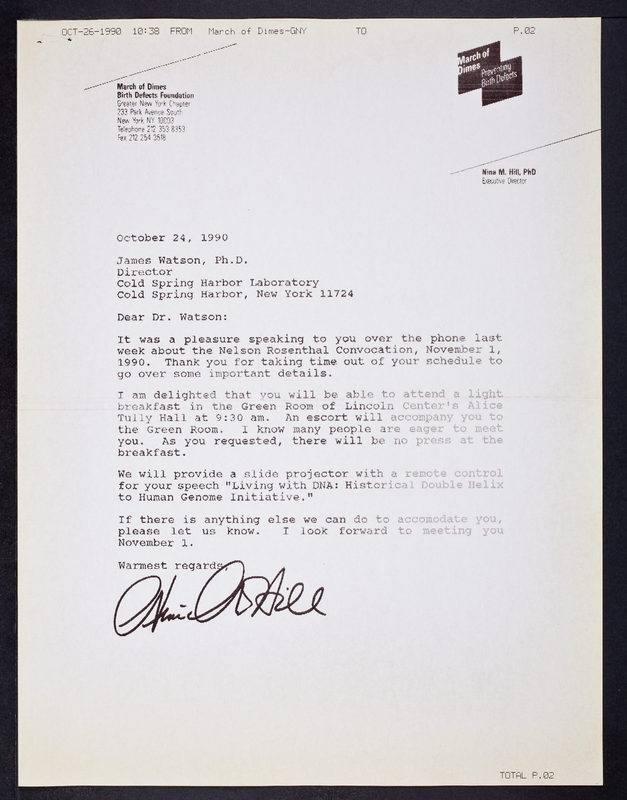 OCT-26-1990 10:38 FROM March of Dimes-GNY TO P.02
March of Dimes
Birth Defects Foundation
Greater New York Chapter
233 Park Avenue South
New York NY 10003
Telephone 212 353 8353
Fax 212 254 3518
March of
Dimes
Preventing
Birth Defects
Nina M. Hill, PhD
Executive Director
October 24, 1990
James Watson, Ph.D.
Director
Cold Spring Harbor Laboratory
Cold Spring Harbor, New York 11724
Dear Dr. Watson:
It was a pleasure speaking to you over the phone last
week about the Nelson Rosenthal Convocation, November 1,
1990. Thank you for taking time out of your schedule to
go over some important details.
I am delighted that you will be able to attend a light
breakfast in the Green Room of Lincoln Center's Alice
Tully Hall at 9:30 am. An escort will accompany you to
the Green Room. I know many people are eager to meet
you. As you requested, there will be no press at the
breakfast.
We will provide a slide projector with a remote control
for your speech "Living with DNA: Historical Double Helix
to Human Genome Initiative."
If there is anything else we can do to accomodate you,
please let us know. I look forward to meeting you
November 1.
Warmest regards,
TOTAL P.02